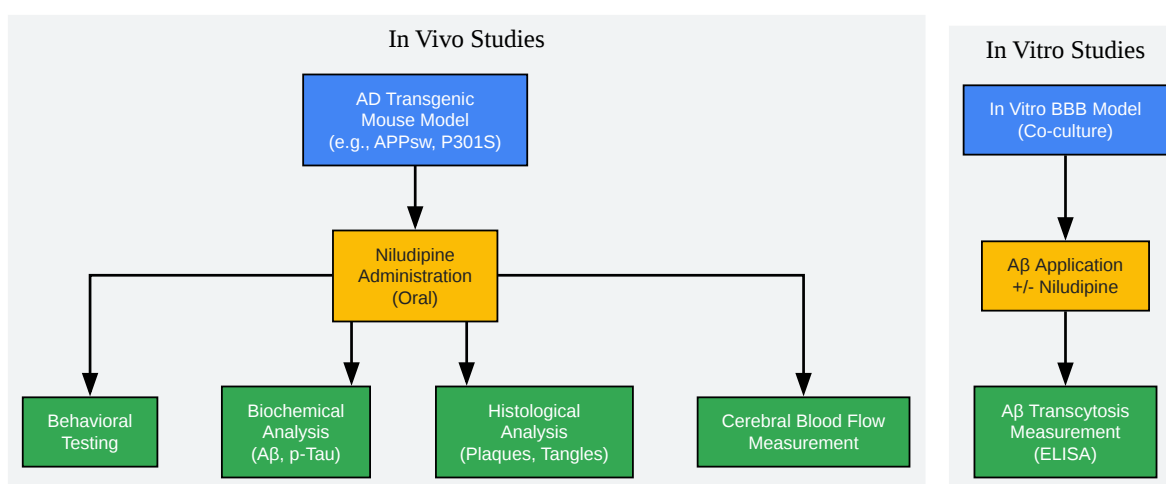 In Vivo Studies
AD Transgenic
Mouse Model
(e.g., APPsw, P301S)
Niludipine
Administration
(Oral)
Behavioral
Testing
Biochemical
Analysis
(Aβ, p-Tau)
Histological
Analysis
(Plaques, Tangles)
Cerebral Blood Flow
Measurement
In Vitro Studies
In Vitro BBB Model
(Co-culture)
Aβ Application
+/- Niludipine
Aβ Transcytosis
Measurement
(ELISA)